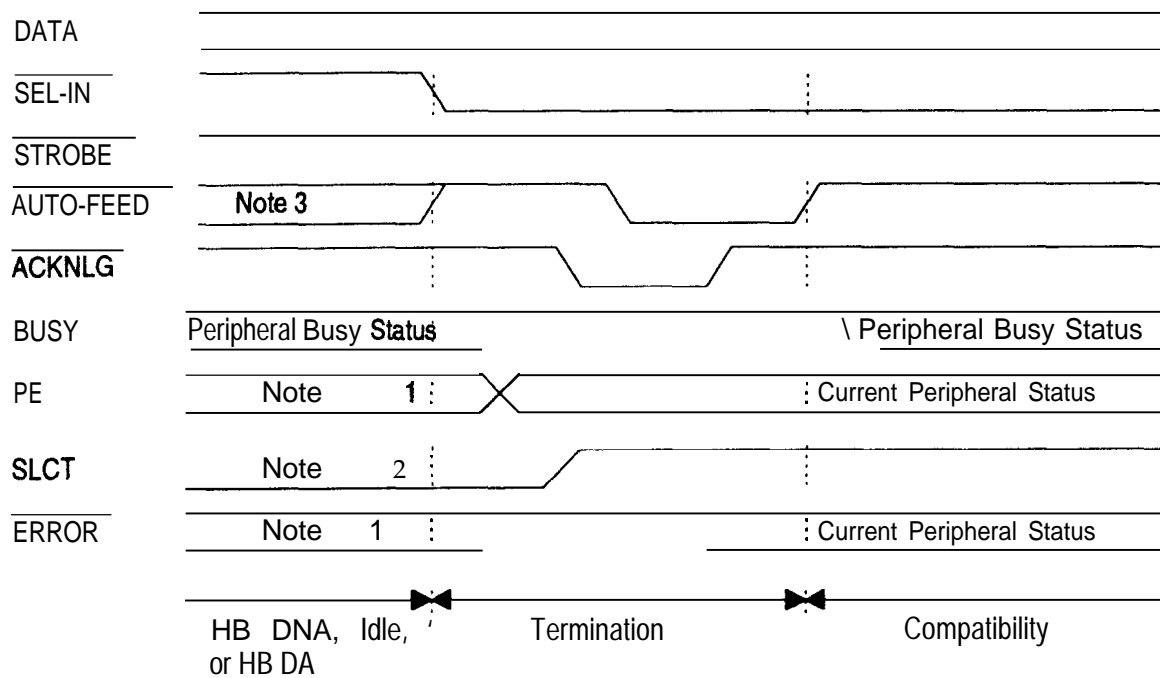 DATA
SEL-IN
STROBE
AUTO-FEED Note 3
ACKNLG
BUSY Peripheral Busy Status \ Peripheral Busy Status
PE Note 1 Current Peripheral Status
SLCT Note 2
ERROR Note 1 Current Peripheral Status
HB DNA, Idle, Termination Compatibility
or HB DA